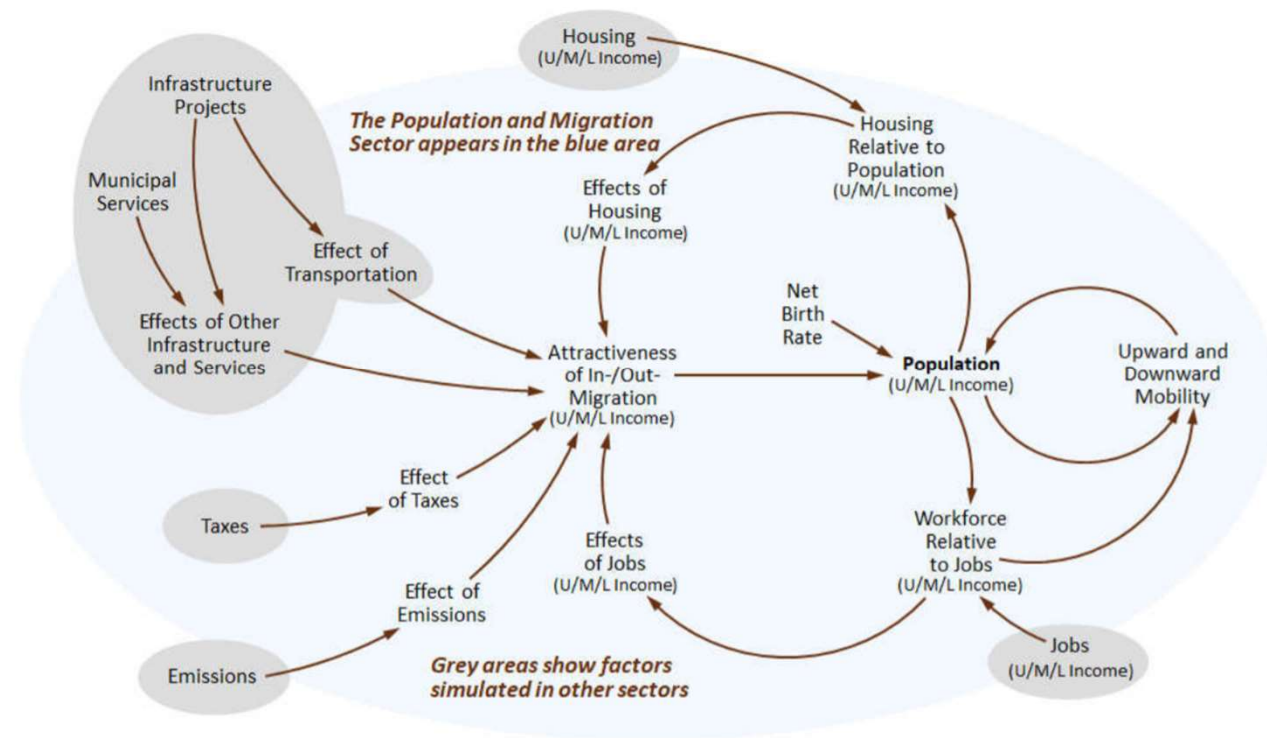 Housing
(U/M/L Income)
Infrastructure
Projects
The Population and Migration
Sector appears in the blue area
Housing
Relative to
Population
(U/M/L Income)
Municipal
Services
Effects of
Housing
(U/M/L Income)
Effect of
Transportation
Net
Birth
Rate
Effects of Other
Infrastructure
and Services
Attractiveness
of In-/Out-
Migration
(U/M/L Income)
Population
(U/M/L Income)
Upward and
Downward
Mobility
Effect
of Taxes
Taxes
Effects
of Jobs
(U/M/L Income)
Workforce
Relative
to Jobs
(U/M/L Income)
Effect of
Emissions
Emissions
Grey areas show factors
simulated in other sectors
Jobs
(U/M/L Income)